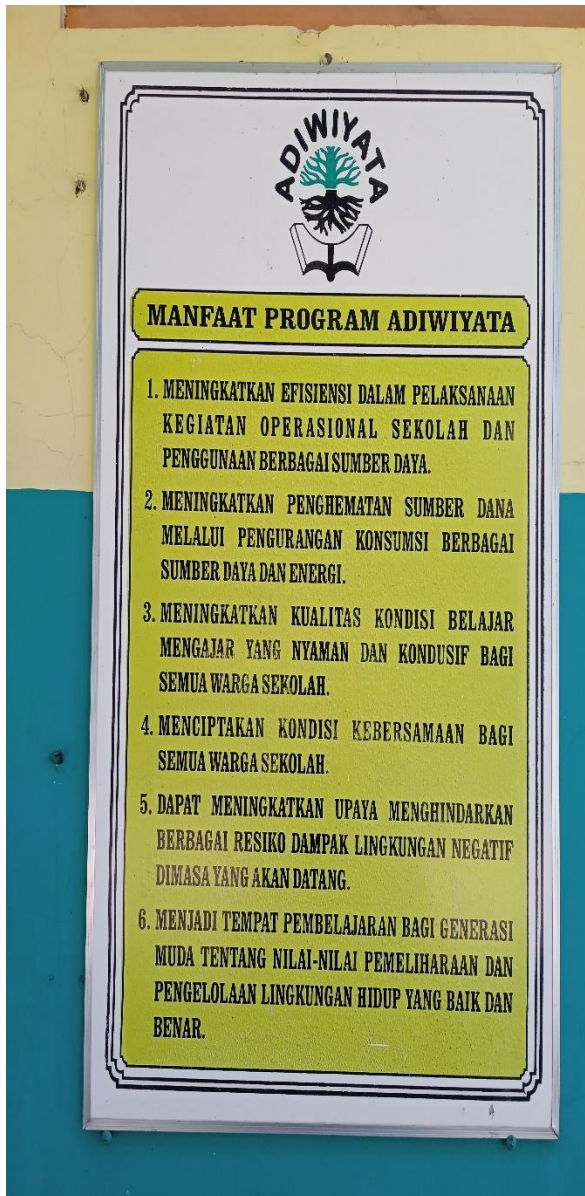 ADIWIYATA
MANFAAT PROGRAM ADIWIYATA
1. MENINGKATKAN EFISIENSI DALAM PELAKSANAAN
KEGIATAN OPERASIONAL SEKOLAH DAN
PENGGUNAAN BERBAGAI SUMBER DAYA.
2. MENINGKATKAN PENGHEMATAN SUMBER DANA
MELALUI PENGURANGAN KONSUMSI BERBAGAI
SUMBER DAYA DAN ENERGI.
3. MENINGKATKAN KUALITAS KONDISI BELAJAR
MENGAJAR YANG NYAMAN DAN KONDUSIF BAGI
SEMUA WARGA SEKOLAH.
4. MENCIPTAKAN KONDISI KEBERSAMAAN BAGI
SEMUA WARGA SEKOLAH.
5. DAPAT MENINGKATKAN UPAYA MENGHINDARKAN
BERBAGAI RESIKO DAMPAK LINGKUNGAN NEGATIF
DIMASA YANG AKAN DATANG.
6. MENJADI TEMPAT PEMBELAJARAN BAGI GENERASI
MUDA TENTANG NILAI-NILAI PEMELIHARAAN DAN
PENGELOLAAN LINGKUNGAN HIDUP YANG BAIK DAN
BENAR.